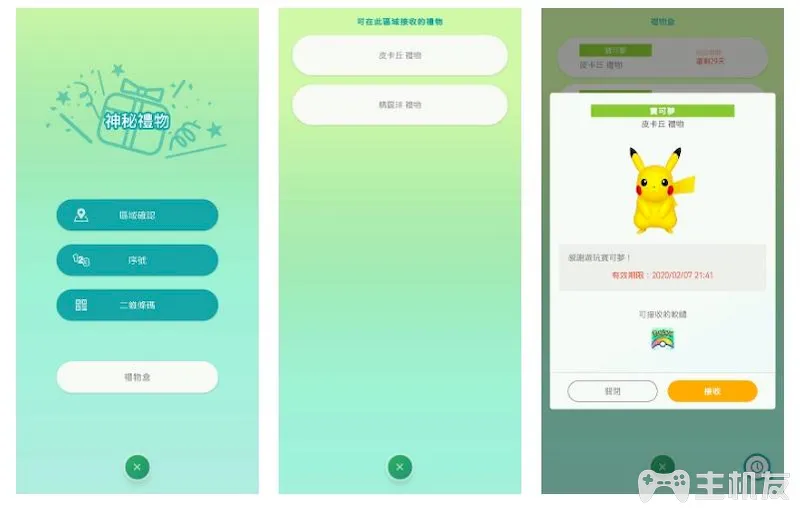 神秘禮物
區域確認
序號
二維條碼
禮物盒
可在此區域接收的禮物
皮卡丘 禮物
精靈球 禮物
禮物盒
寶可夢
皮卡丘 禮物
還剩29天
寶可夢
皮卡丘 禮物
感謝遊玩寶可夢！
有效期限：2020/02/07 21:41
可接收的軟體
關閉
接收
主机友